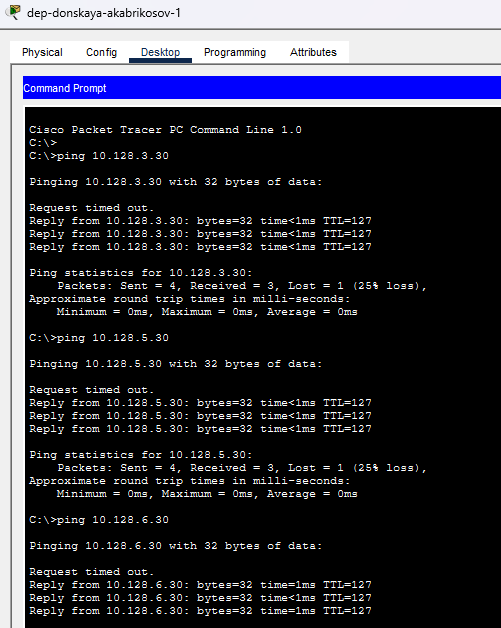 dep-donskaya-akabrikosov-1
Physical Config Desktop Programming Attributes
Command Prompt
Cisco Packet Tracer PC Command Line 1.0
C:\>
C:\>ping 10.128.3.30
Pinging 10.128.3.30 with 32 bytes of data:
Request timed out.
Reply from 10.128.3.30: bytes=32 time<1ms TTL=127
Reply from 10.128.3.30: bytes=32 time<1ms TTL=127
Reply from 10.128.3.30: bytes=32 time<1ms TTL=127
Ping statistics for 10.128.3.30:
Packets: Sent = 4, Received = 3, Lost = 1 (25% loss),
Approximate round trip times in milli-seconds:
Minimum = 0ms, Maximum = 0ms, Average = 0ms
C:\>ping 10.128.5.30
Pinging 10.128.5.30 with 32 bytes of data:
Request timed out.
Reply from 10.128.5.30: bytes=32 time<1ms TTL=127
Reply from 10.128.5.30: bytes=32 time<1ms TTL=127
Reply from 10.128.5.30: bytes=32 time<1ms TTL=127
Ping statistics for 10.128.5.30:
Packets: Sent = 4, Received = 3, Lost = 1 (25% loss),
Approximate round trip times in milli-seconds:
Minimum = 0ms, Maximum = 0ms, Average = 0ms
C:\>ping 10.128.6.30
Pinging 10.128.6.30 with 32 bytes of data:
Request timed out.
Reply from 10.128.6.30: bytes=32 time=1ms TTL=127
Reply from 10.128.6.30: bytes=32 time<1ms TTL=127
Reply from 10.128.6.30: bytes=32 time=1ms TTL=127